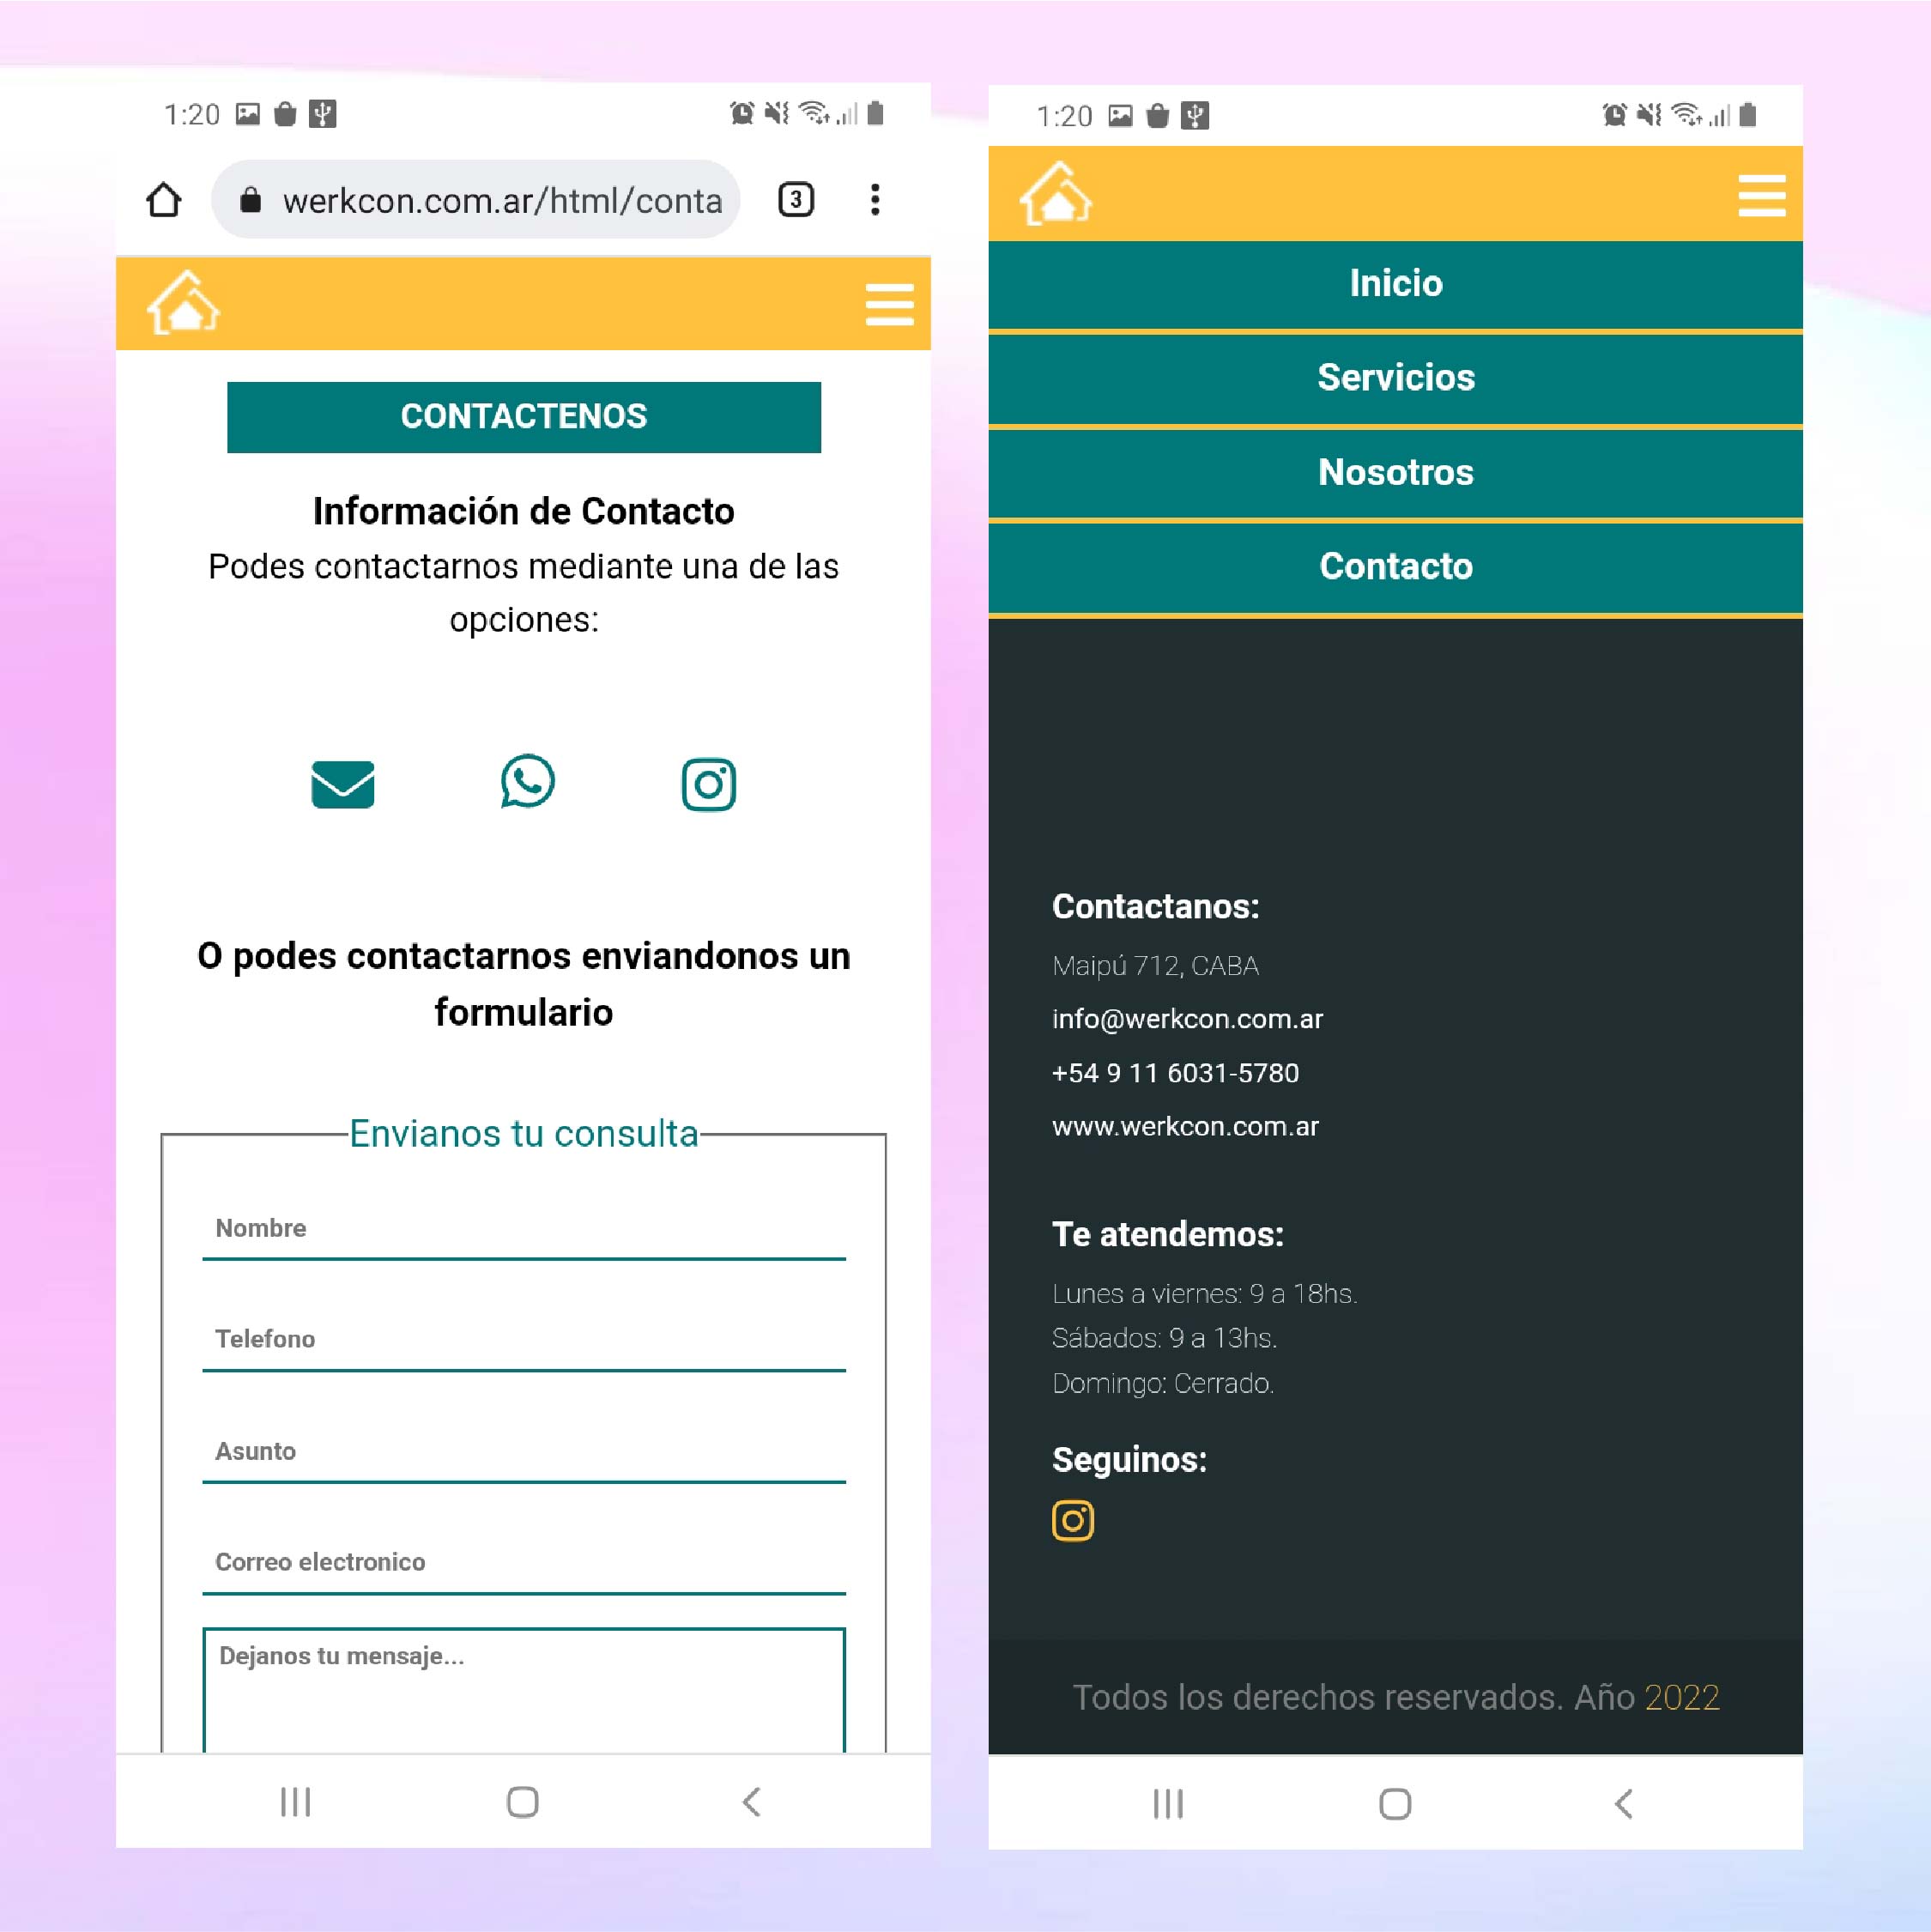 1:20
werkcon.com.ar/html/conta
3
CONTACTENOS
Información de Contacto
Podes contactarnos mediante una de las
opciones:
O podes contactarnos enviandonos un
formulario
Envianos tu consulta
Nombre
Telefono
Asunto
Correo electronico
Dejanos tu mensaje...
1:20
Inicio
Servicios
Nosotros
Contacto
Contactanos:
Maipú 712, CABA
info@werkcon.com.ar
+54 9 11 6031-5780
www.werkcon.com.ar
Te atendemos:
Lunes a viernes: 9 a 18hs.
Sábados: 9 a 13hs.
Domingo: Cerrado.
Seguinos:
Todos los derechos reservados. Año 2022